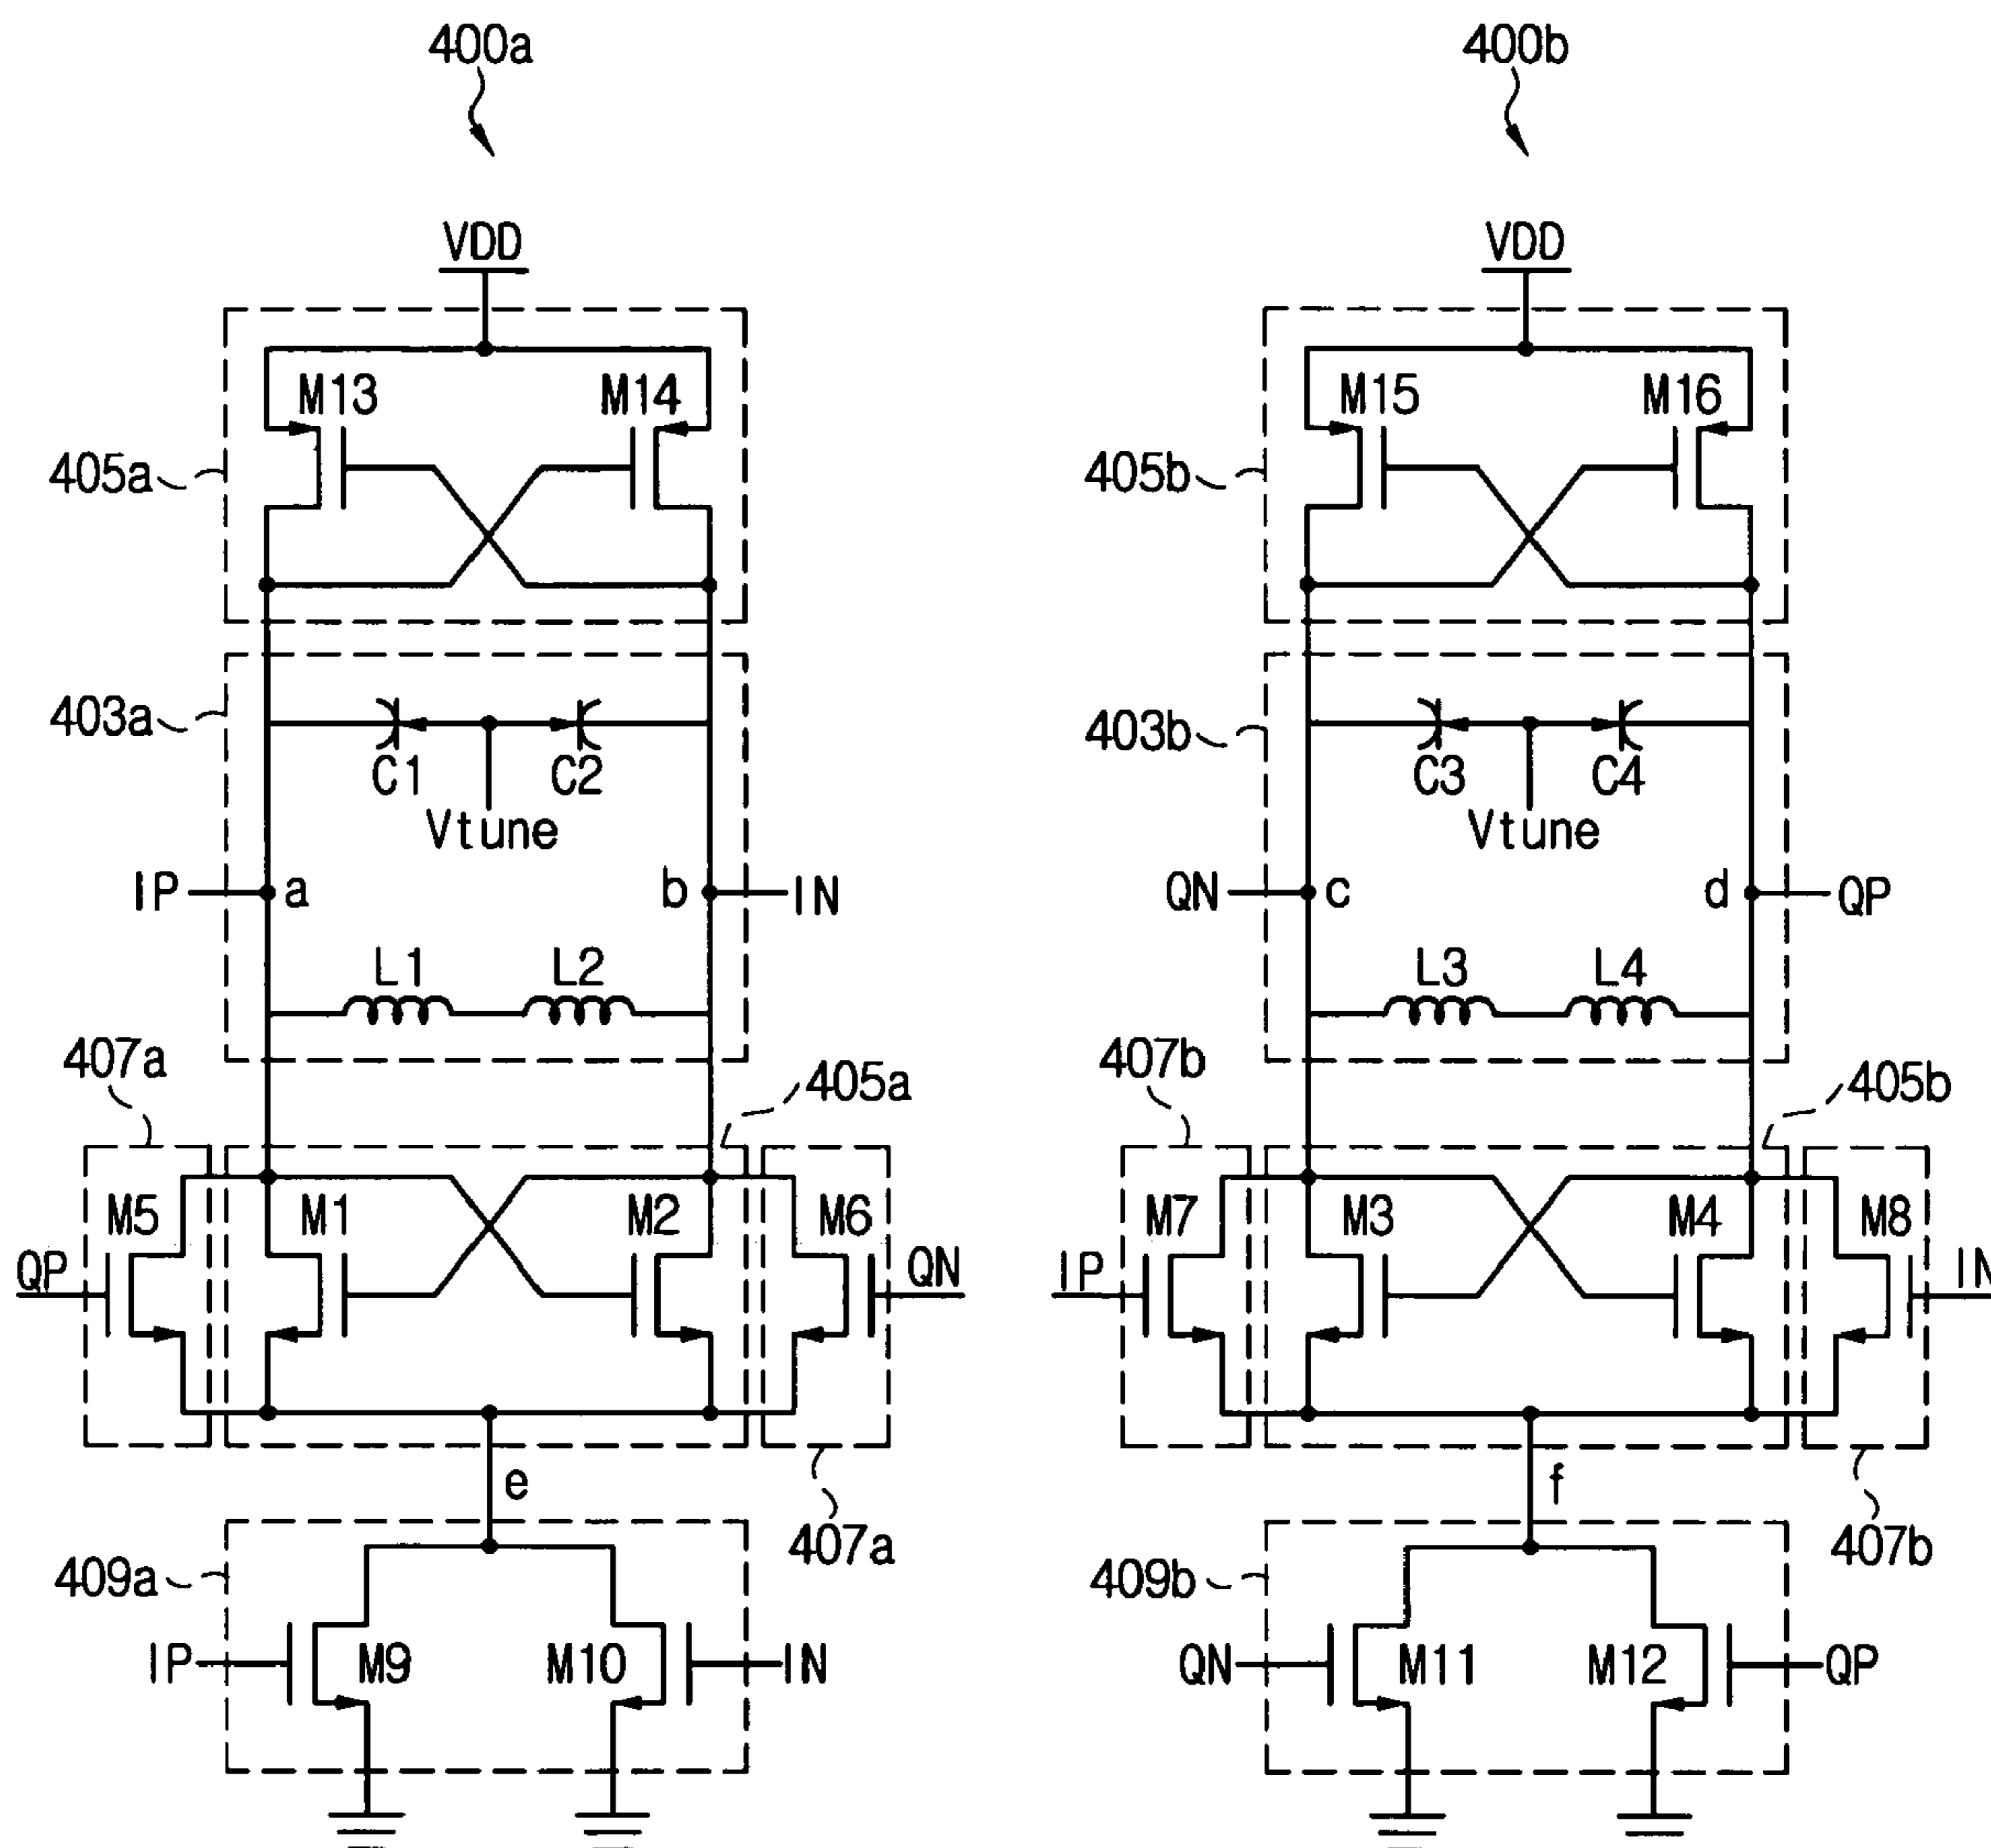 400a 400b
VDD VDD
M13 M14 M15 M16
405a 405b
403a C1 C2 403b C3 C4
Vtune Vtune
IP a b IN QN c d QP
L1 L2 L3 L4
407a 405a 407b 405b
M5 M1 M2 M6 M7 M3 M4 M8
QP QN IP IN
e f
407a 407b
409a 409b
IP M9 M10 IN QN M11 M12 QP